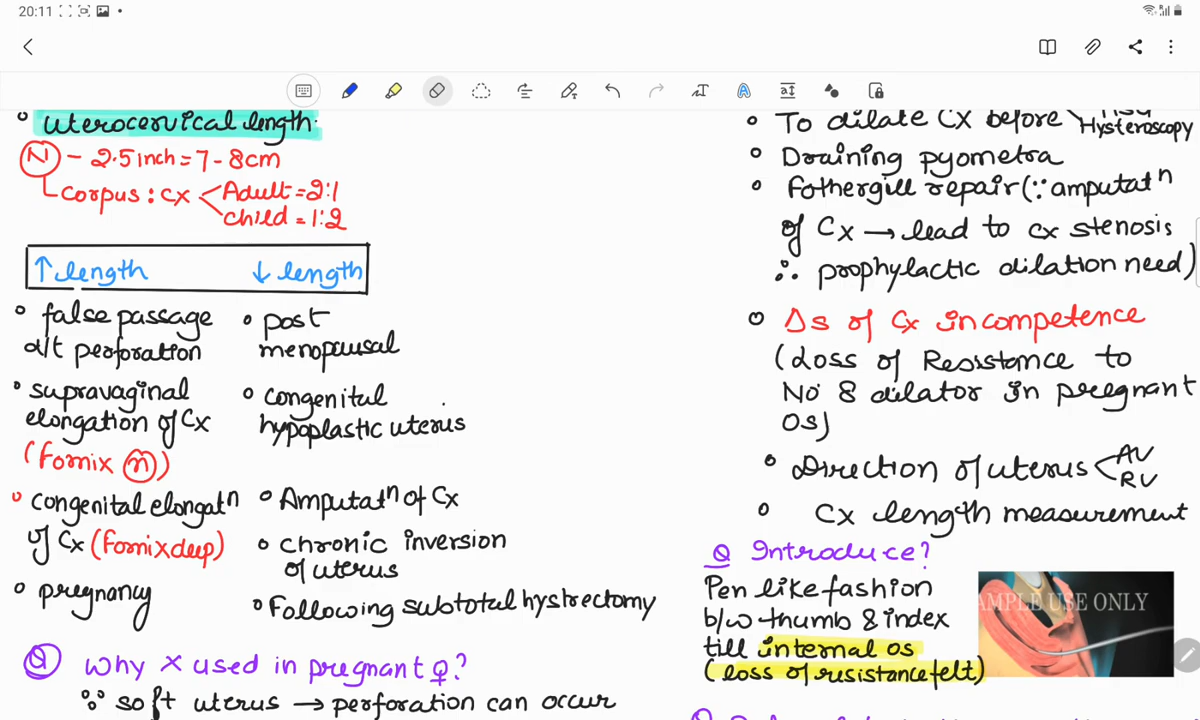 20:11
uterocervical length.
(N) - 2.5 inch = 7 - 8cm
Corpus : cx < Adult = 2:1
child = 1:2
↑ length ↓ length
false passage
d/t perforation
supravaginal
elongation of Cx
(Fornix (n))
congenital elongatn
of Cx (Fornix deep)
pregnancy
post
menopausal
congenital
hypoplastic uterus
Amputatn of Cx
chronic inversion
of uterus
Following subtotal hystrectomy
Q why X used in pregnant ♀?
∵ soft uterus → perforation can occur
To dilate Cx before
Hysteroscopy
Draining pyometra
Fothergill repair (∵ amputatn
of Cx → lead to cx stenosis
∴ prophylactic dilation need)
Δs of Cx incompetence
(Loss of Resistance to
No 8 dilator in pregnant
os)
Direction of uterus < AV
RV
Cx length measurement
Q Introduce?
Pen like fashion
b/w thumb & index
till internal os
(loss of resistance felt)
AMPLE USE ONLY